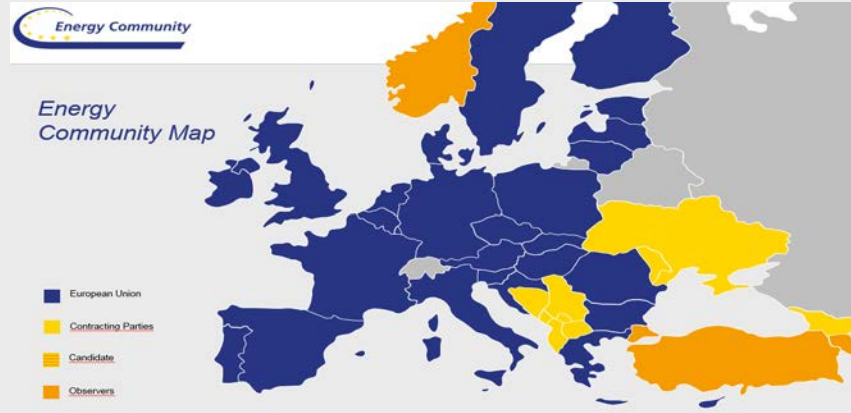 Energy Community
Energy
Community Map
European Union
Contracting Parties
Candidate
Observers